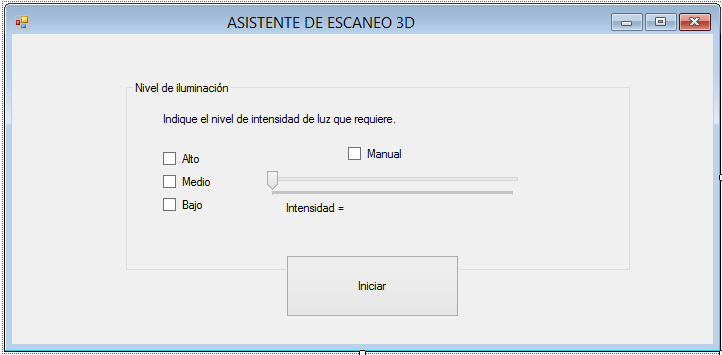 ASISTENTE DE ESCANEO 3D
Nivel de iluminación
Indique el nivel de intensidad de luz que requiere.
Alto
Manual
Medio
Bajo
Intensidad =
Iniciar